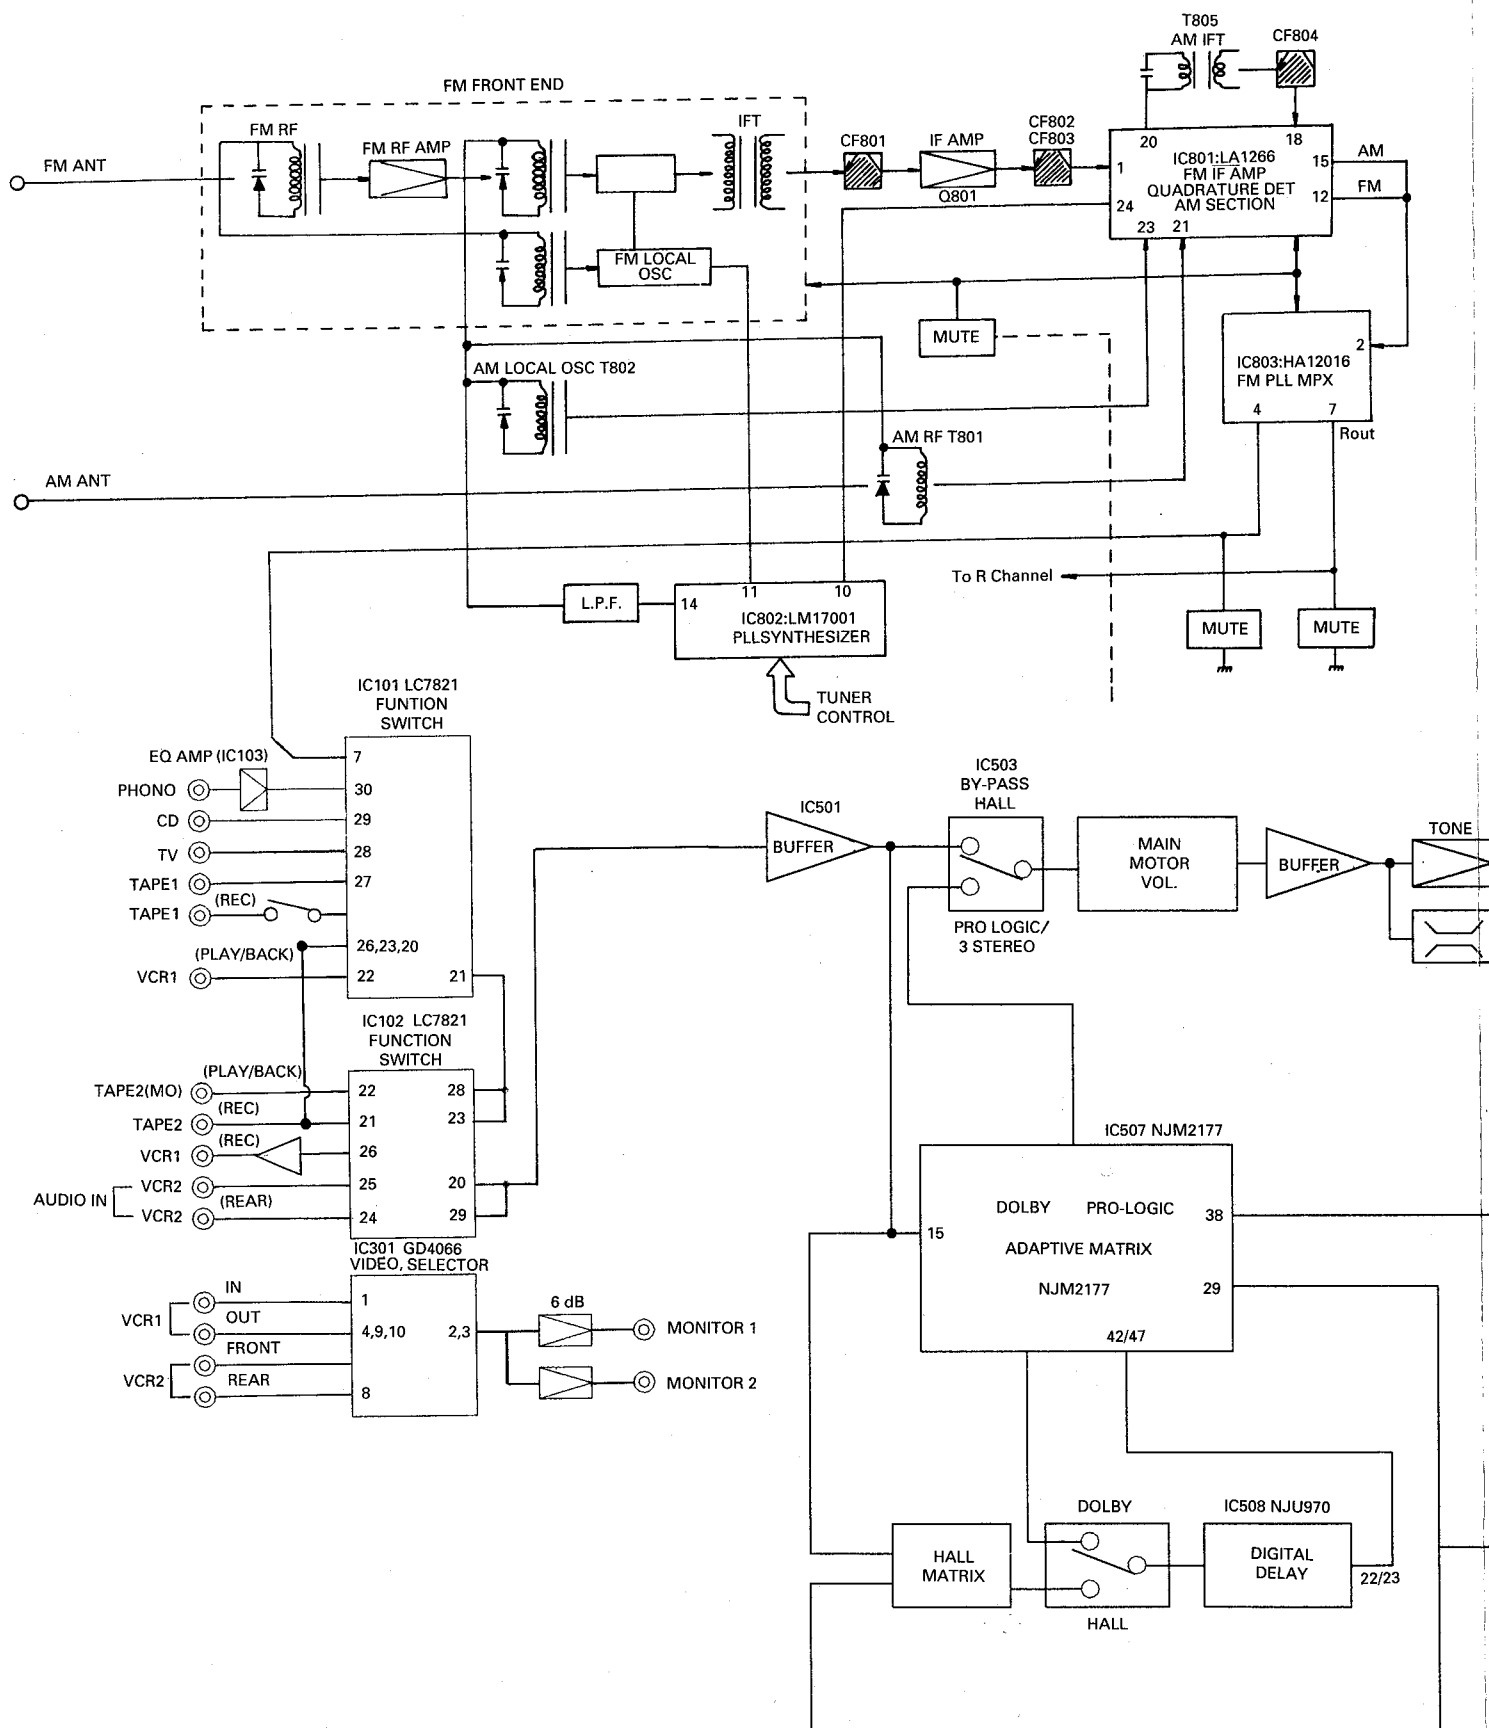 T805
AM IFT
CF804
FM FRONT END
FM RF
FM RF AMP
IFT
CF801
IF AMP
CF802
CF803
FM ANT
Q801
1
20
18
IC801:LA1266
FM IF AMP
QUADRATURE DET
AM SECTION
15
AM
12
FM
24
23
21
FM LOCAL
OSC
MUTE
2
IC803:HA12016
FM PLL MPX
4
7
Rout
AM LOCAL OSC T802
AM RF T801
AM ANT
To R Channel
L.P.F.
14
11
10
IC802:LM17001
PLLSYNTHESIZER
MUTE
MUTE
TUNER
CONTROL
IC101 LC7821
FUNTION
SWITCH
EQ AMP (IC103)
7
PHONO
30
CD
29
TV
28
TAPE1
27
TAPE1
(REC)
26,23,20
(PLAY/BACK)
VCR1
22
21
IC102 LC7821
FUNCTION
SWITCH
(PLAY/BACK)
TAPE2(MO)
22
28
(REC)
TAPE2
21
23
(REC)
VCR1
26
AUDIO IN
VCR2
25
20
(REAR)
VCR2
24
29
IC301 GD4066
VIDEO, SELECTOR
IN
1
VCR1
OUT
4,9,10
2,3
6 dB
MONITOR 1
FRONT
VCR2
REAR
8
MONITOR 2
IC501
BUFFER
IC503
BY-PASS
HALL
PRO LOGIC/
3 STEREO
MAIN
MOTOR
VOL.
BUFFER
TONE
IC507 NJM2177
DOLBY PRO-LOGIC
38
15
ADAPTIVE MATRIX
NJM2177
29
42/47
DOLBY
IC508 NJU970
HALL
MATRIX
DIGITAL
DELAY
22/23
HALL